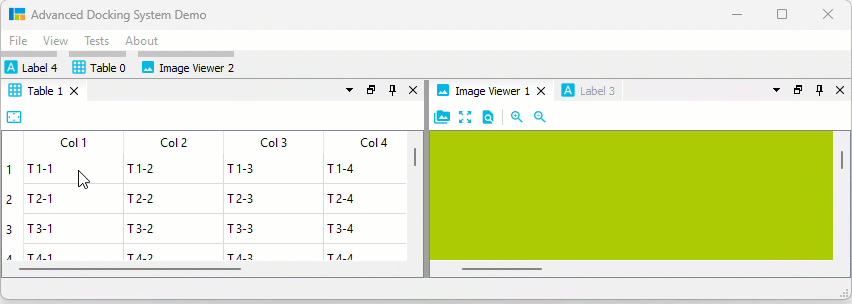 Advanced Docking System Demo
File View Tests About
Label 4 Table 0 Image Viewer 2
Table 1 Image Viewer 1 Label 3
Col 1 Col 2 Col 3 Col 4
1 T 1-1 T 1-2 T 1-3 T 1-4
2 T 2-1 T 2-2 T 2-3 T 2-4
3 T 3-1 T 3-2 T 3-3 T 3-4
4 T 4-1 T 4-2 T 4-3 T 4-4